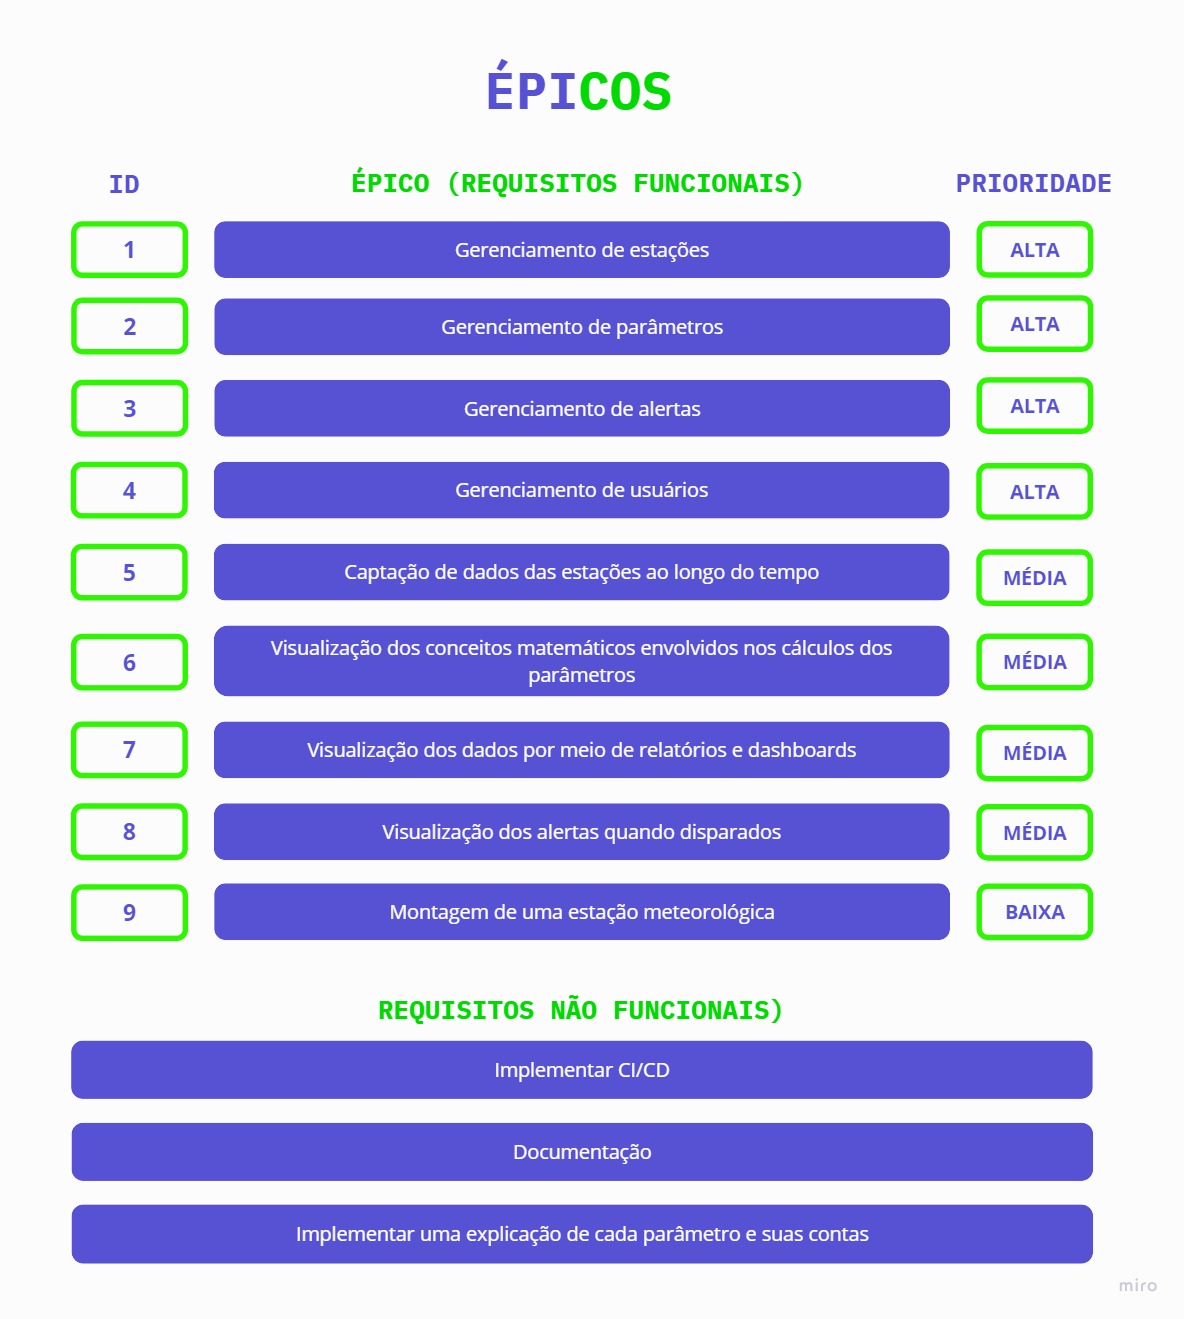 ÉPICOS
ID ÉPICO (REQUISITOS FUNCIONAIS) PRIORIDADE
1 Gerenciamento de estações ALTA
2 Gerenciamento de parâmetros ALTA
3 Gerenciamento de alertas ALTA
4 Gerenciamento de usuários ALTA
5 Captação de dados das estações ao longo do tempo MÉDIA
6 Visualização dos conceitos matemáticos envolvidos nos cálculos dos
parâmetros MÉDIA
7 Visualização dos dados por meio de relatórios e dashboards MÉDIA
8 Visualização dos alertas quando disparados MÉDIA
9 Montagem de uma estação meteorológica BAIXA
REQUISITOS NÃO FUNCIONAIS)
Implementar CI/CD
Documentação
Implementar uma explicação de cada parâmetro e suas contas
miro